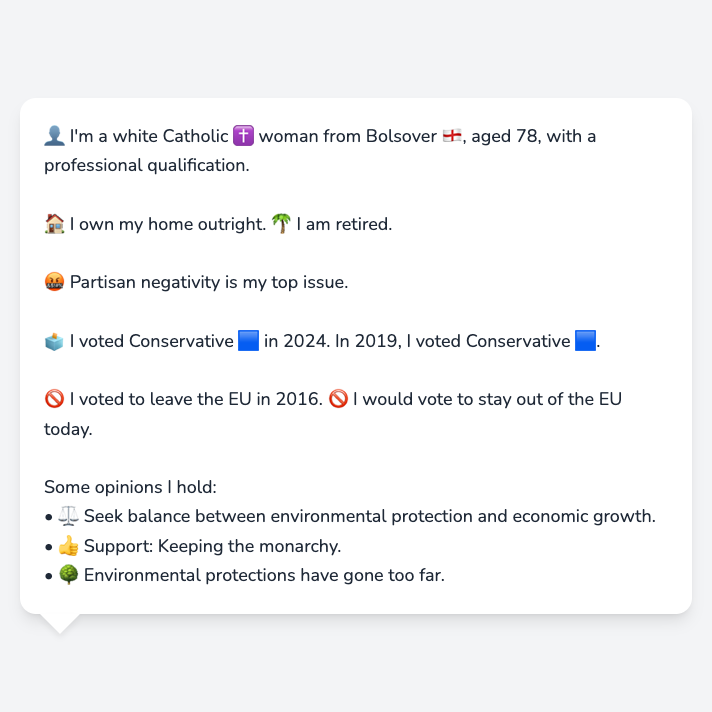 👤 I'm a white Catholic ✝️ woman from Bolsover 🏴󠁧󠁢󠁥󠁮󠁧󠁿, aged 78, with a
professional qualification.
🏠 I own my home outright. 🌴 I am retired.
🤬 Partisan negativity is my top issue.
🗳️ I voted Conservative 🟦 in 2024. In 2019, I voted Conservative 🟦.
🚫 I voted to leave the EU in 2016. 🚫 I would vote to stay out of the EU
today.
Some opinions I hold:
• ⚖️ Seek balance between environmental protection and economic growth.
• 👍 Support: Keeping the monarchy.
• 🌳 Environmental protections have gone too far.